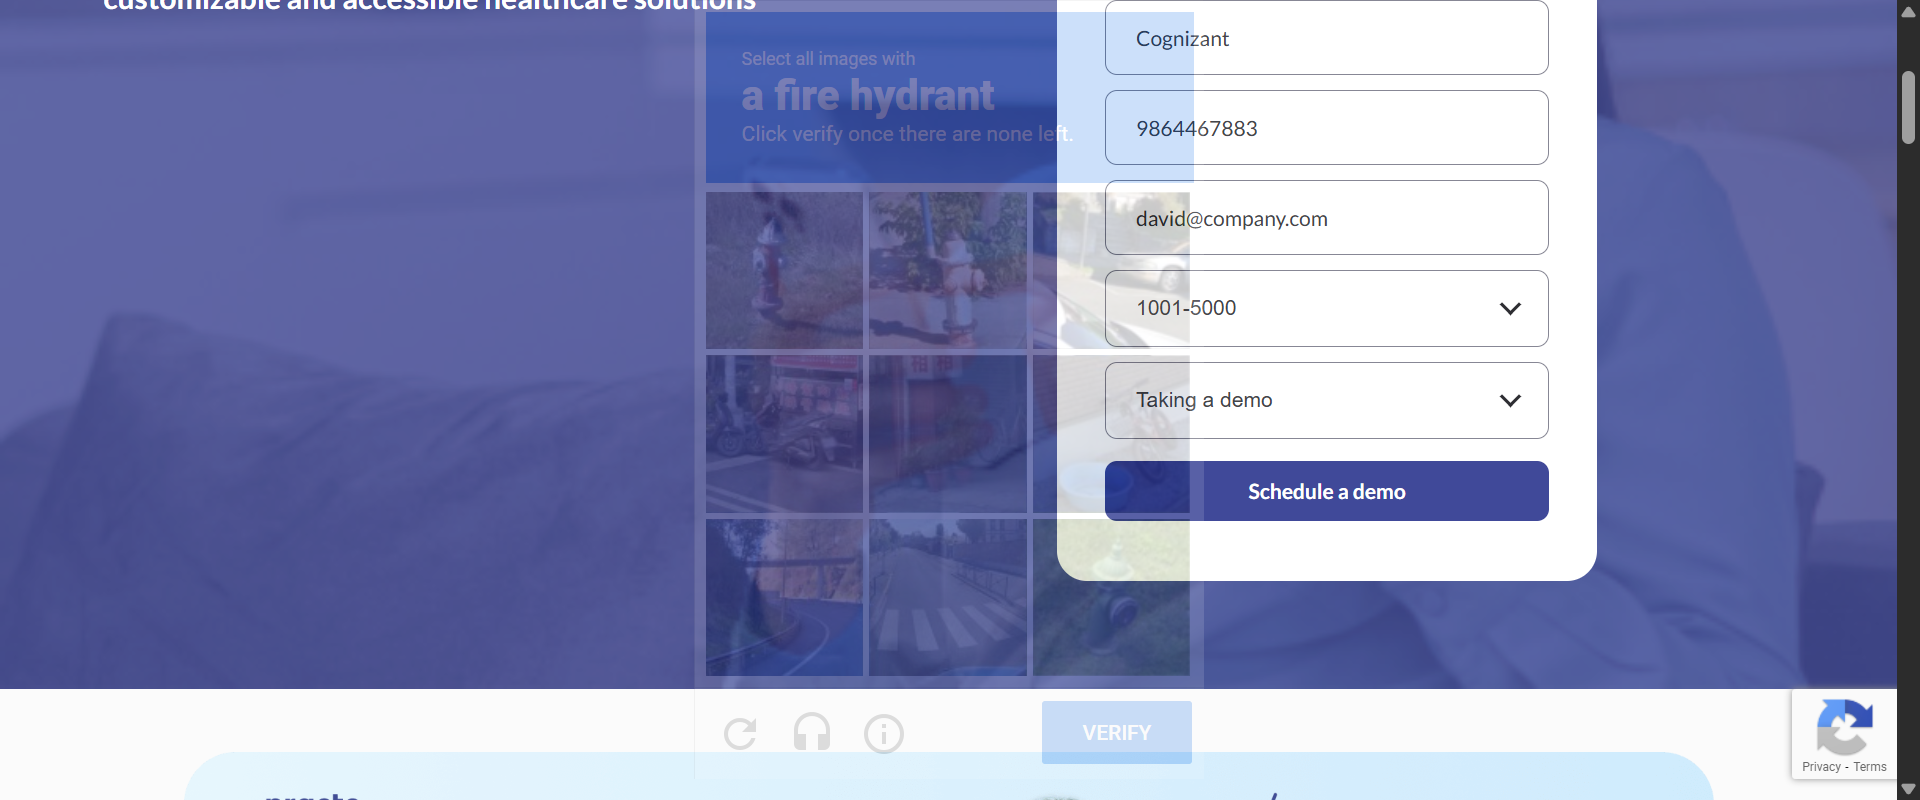 customizable and accessible healthcare solutions
Select all images with
a fire hydrant
Click verify once there are none left.
Cognizant
9864467883
david@company.com
1001-5000
Taking a demo
Schedule a demo
VERIFY
Privacy - Terms